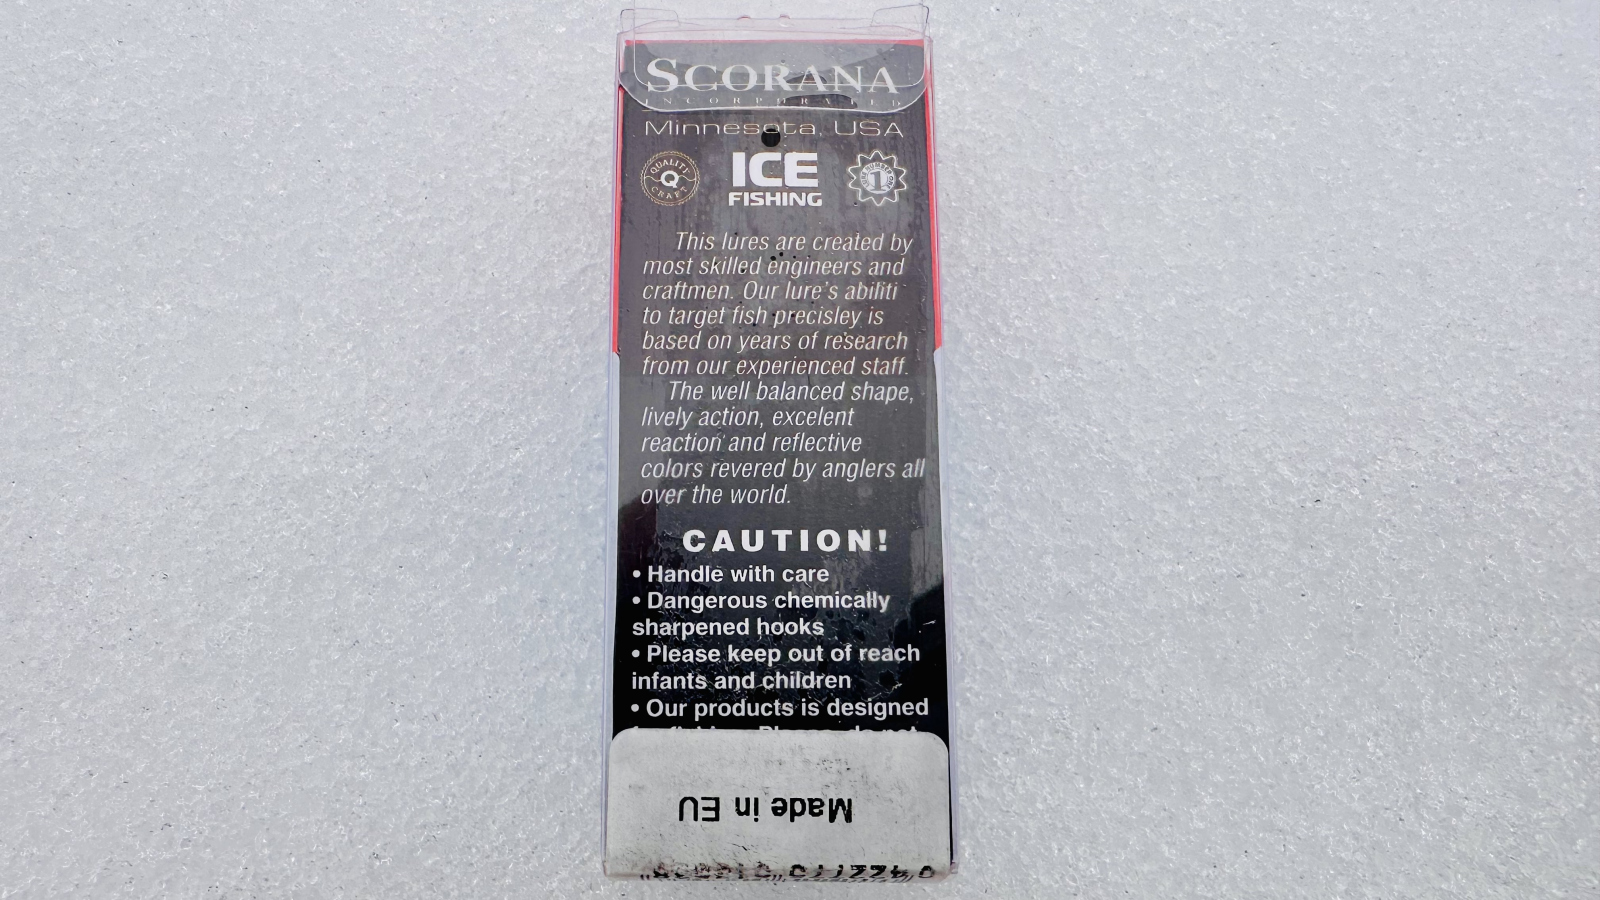 SCORANA
INCORPORATED
Minnesota, USA
QUALITY
Q
CRAFT
ICE
FISHING
1
This lures are created by
most skilled engineers and
craftmen. Our lure's abiliti
to target fish precisley is
based on years of research
from our experienced staff.
The well balanced shape,
lively action, excelent
reaction and reflective
colors revered by anglers all
over the world.
CAUTION!
• Handle with care
• Dangerous chemically
sharpened hooks
• Please keep out of reach
infants and children
• Our products is designed
Made in EU